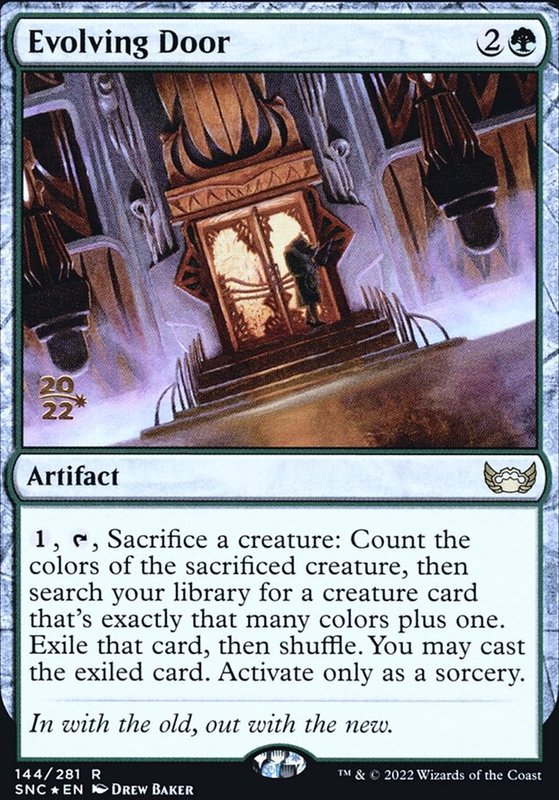 Evolving Door 2
20
22
Artifact
1, T, Sacrifice a creature: Count the
colors of the sacrificed creature, then
search your library for a creature card
that's exactly that many colors plus one.
Exile that card, then shuffle. You may cast
the exiled card. Activate only as a sorcery.
In with the old, out with the new.
144/281 R
SNC★EN Drew Baker
™ & © 2022 Wizards of the Coast